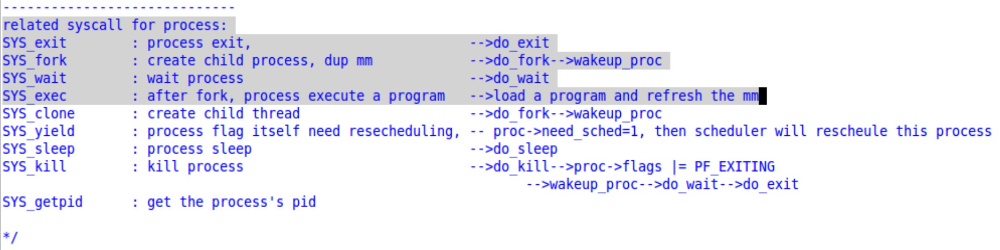 -----------------------------
related syscall for process:
SYS_exit        : process exit,                           -->do_exit
SYS_fork        : create child process, dup mm            -->do_fork-->wakeup_proc
SYS_wait        : wait process                            -->do_wait
SYS_exec        : after fork, process execute a program   -->load a program and refresh the mm
SYS_clone       : create child thread                     -->do_fork-->wakeup_proc
SYS_yield       : process flag itself need resecheduling, -- proc->need_sched=1, then scheduler will rescheule this process
SYS_sleep       : process sleep                           -->do_sleep
SYS_kill        : kill process                            -->do_kill-->proc->flags |= PF_EXITING
                                                                 -->wakeup_proc-->do_wait-->do_exit
SYS_getpid      : get the process's pid
*/